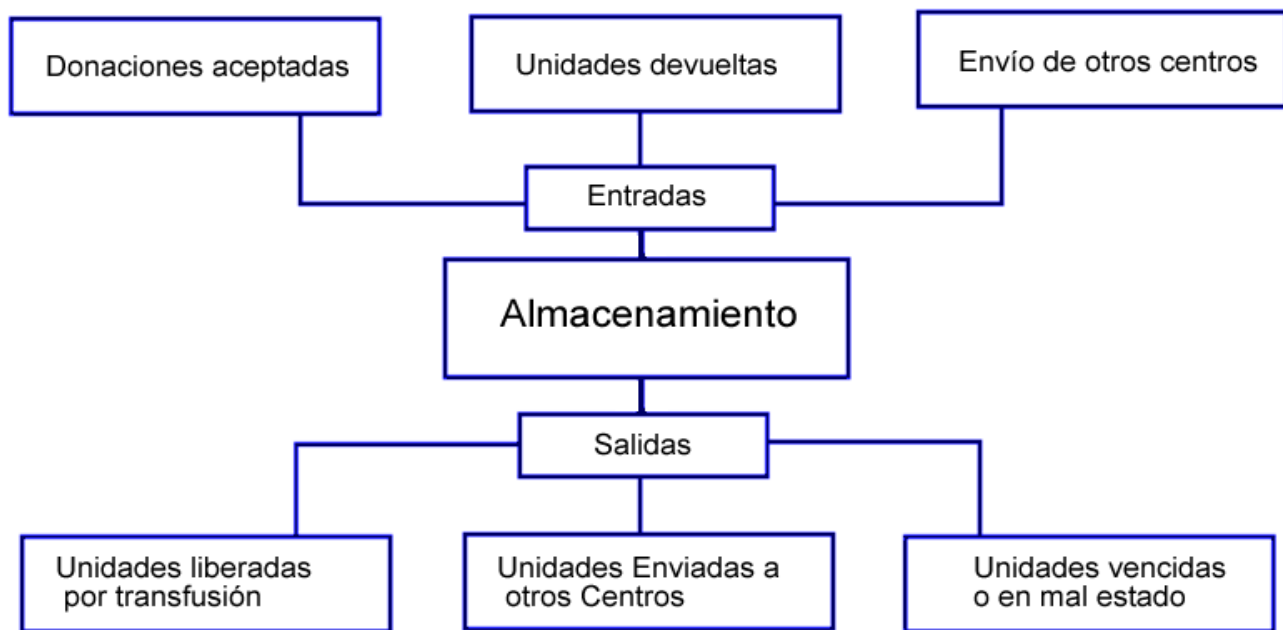 Donaciones aceptadas
Unidades devueltas
Envío de otros centros
Entradas
Almacenamiento
Salidas
Unidades liberadas
por transfusión
Unidades Enviadas a
otros Centros
Unidades vencidas
o en mal estado